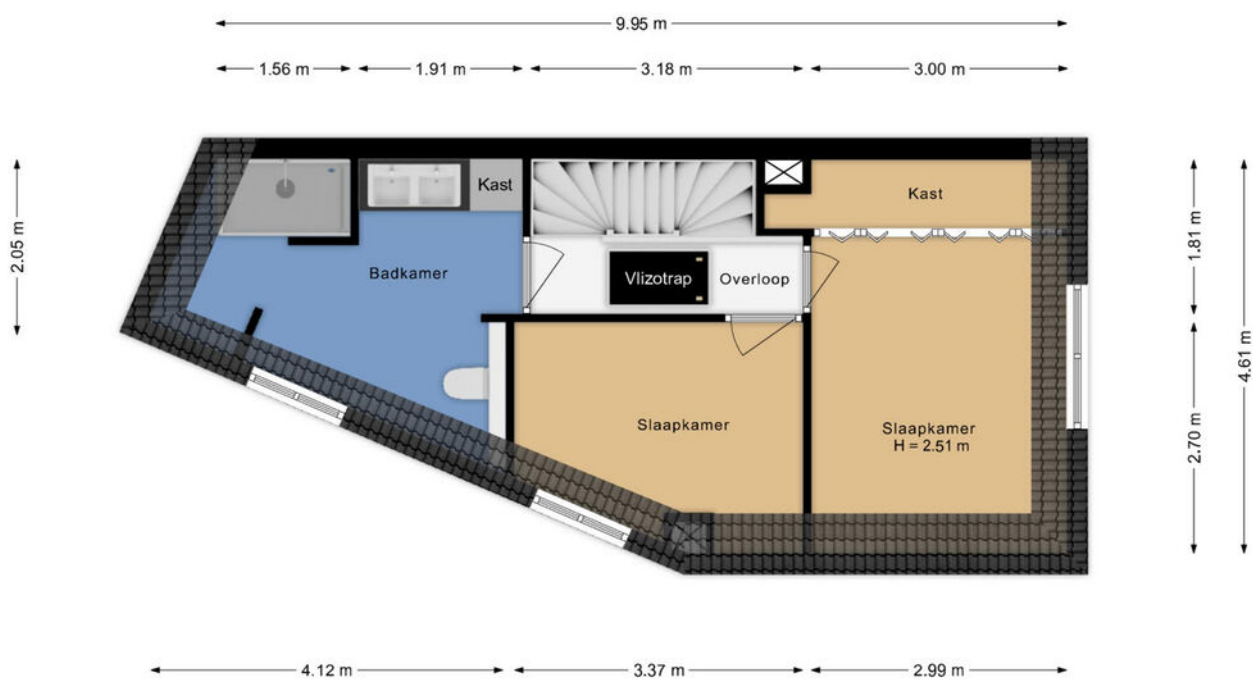 9.95 m
1.56 m
1.91 m
3.18 m
3.00 m
2.05 m
Kast
Kast
1.81 m
Badkamer
Vlizotrap
Overloop
4.61 m
Slaapkamer
Slaapkamer
H = 2.51 m
2.70 m
4.12 m
3.37 m
2.99 m